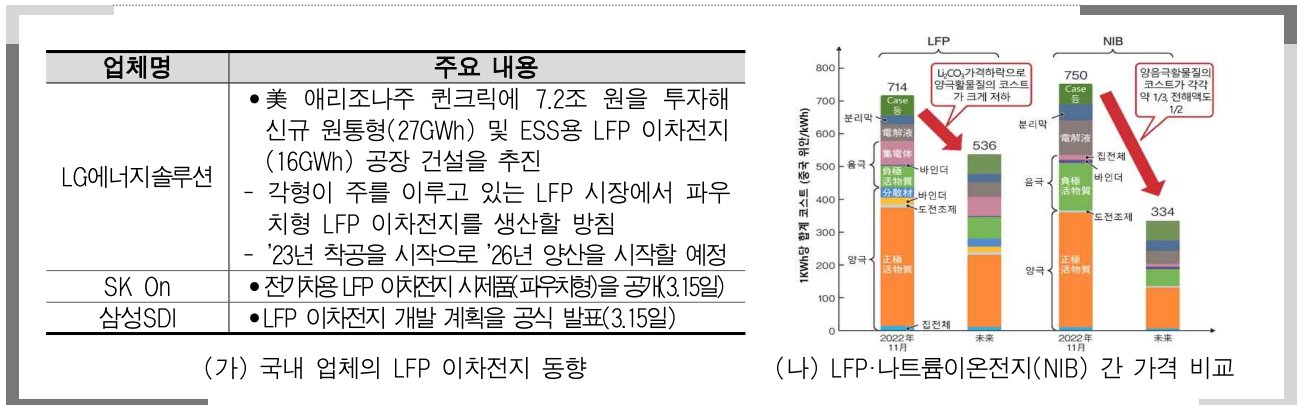 업체명 주요 내용
LG에너지솔루션
•美 애리조나주 퀸크릭에 7.2조 원을 투자해
신규 원통형(27GWh) 및 ESS용 LFP 이차전지
(16GWh) 공장 건설을 추진
- 각형이 주를 이루고 있는 LFP 시장에서 파우
치형 LFP 이차전지를 생산할 방침
- ’23년 착공을 시작으로 ’26년 양산을 시작할 예정
SK On •전기차용 LFP 이차전지 시제품(파우치형)을 공개(3.15일)
삼성SDI •LFP 이차전지 개발 계획을 공식 발표(3.15일)
(가) 국내 업체의 LFP 이차전지 동향
1KWh당 합계 코스트 (중국 위안/kWh)
800
700
600
500
400
300
200
100
0
LFP
714
Case
등
분리막
電解液
集電体
음극
바인더
負極
活物質
分散材
바인더
도전조제
양극
正極
活物質
집전체
2022年
11月
Li₂CO₃가격하락으로
양극활물질의 코스트
가 크게 저하
536
未来
NIB
750
Case
등
분리막
電解液
집전체
바인더
음극
負極
活物質
도전조제
양극
正極
活物質
2022年
11月
양음극활물질의
코스트가 각각
약 1/3, 전해액도
1/2
334
未来
(나) LFP·나트륨이온전지(NIB) 간 가격 비교